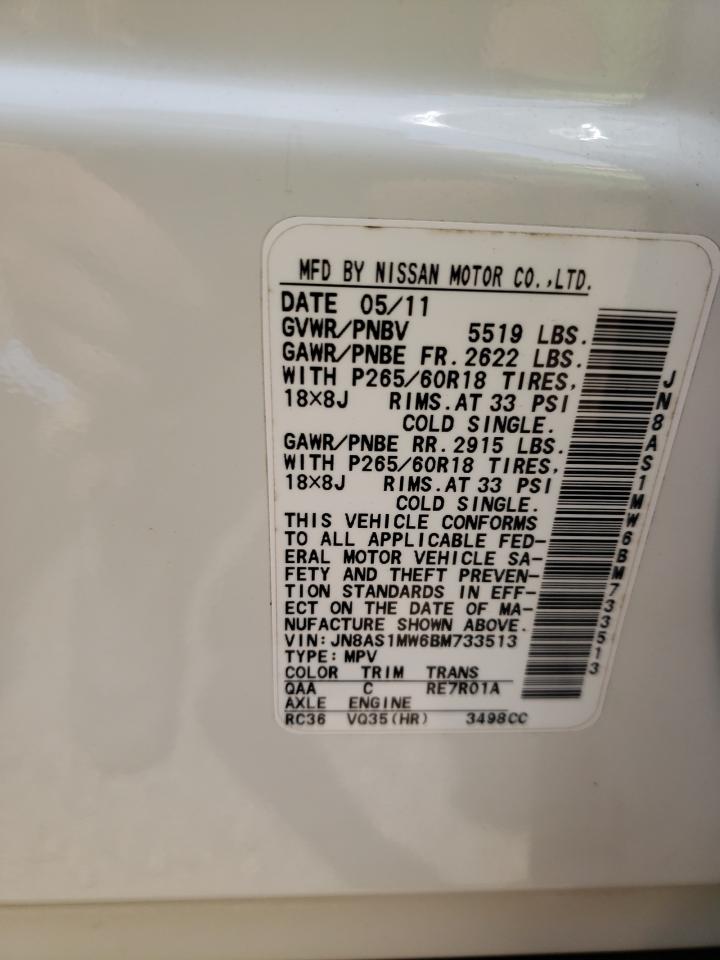 MFD BY NISSAN MOTOR CO.,LTD.
DATE 05/11
GVWR/PNBV 5519 LBS.
GAWR/PNBE FR. 2622 LBS.
WITH P265/60R18 TIRES,
18×8J RIMS. AT 33 PSI
COLD SINGLE.
GAWR/PNBE RR. 2915 LBS.
WITH P265/60R18 TIRES,
18×8J RIMS. AT 33 PSI
COLD SINGLE.
THIS VEHICLE CONFORMS
TO ALL APPLICABLE FED-
ERAL MOTOR VEHICLE SA-
FETY AND THEFT PREVEN-
TION STANDARDS IN EFF-
ECT ON THE DATE OF MA-
NUFACTURE SHOWN ABOVE.
VIN: JN8AS1MW6BM733513
TYPE: MPV
COLOR TRIM TRANS
QAA C RE7R01A
AXLE ENGINE
RC36 VQ35(HR) 3498CC
JN8AS1MW6BM733513